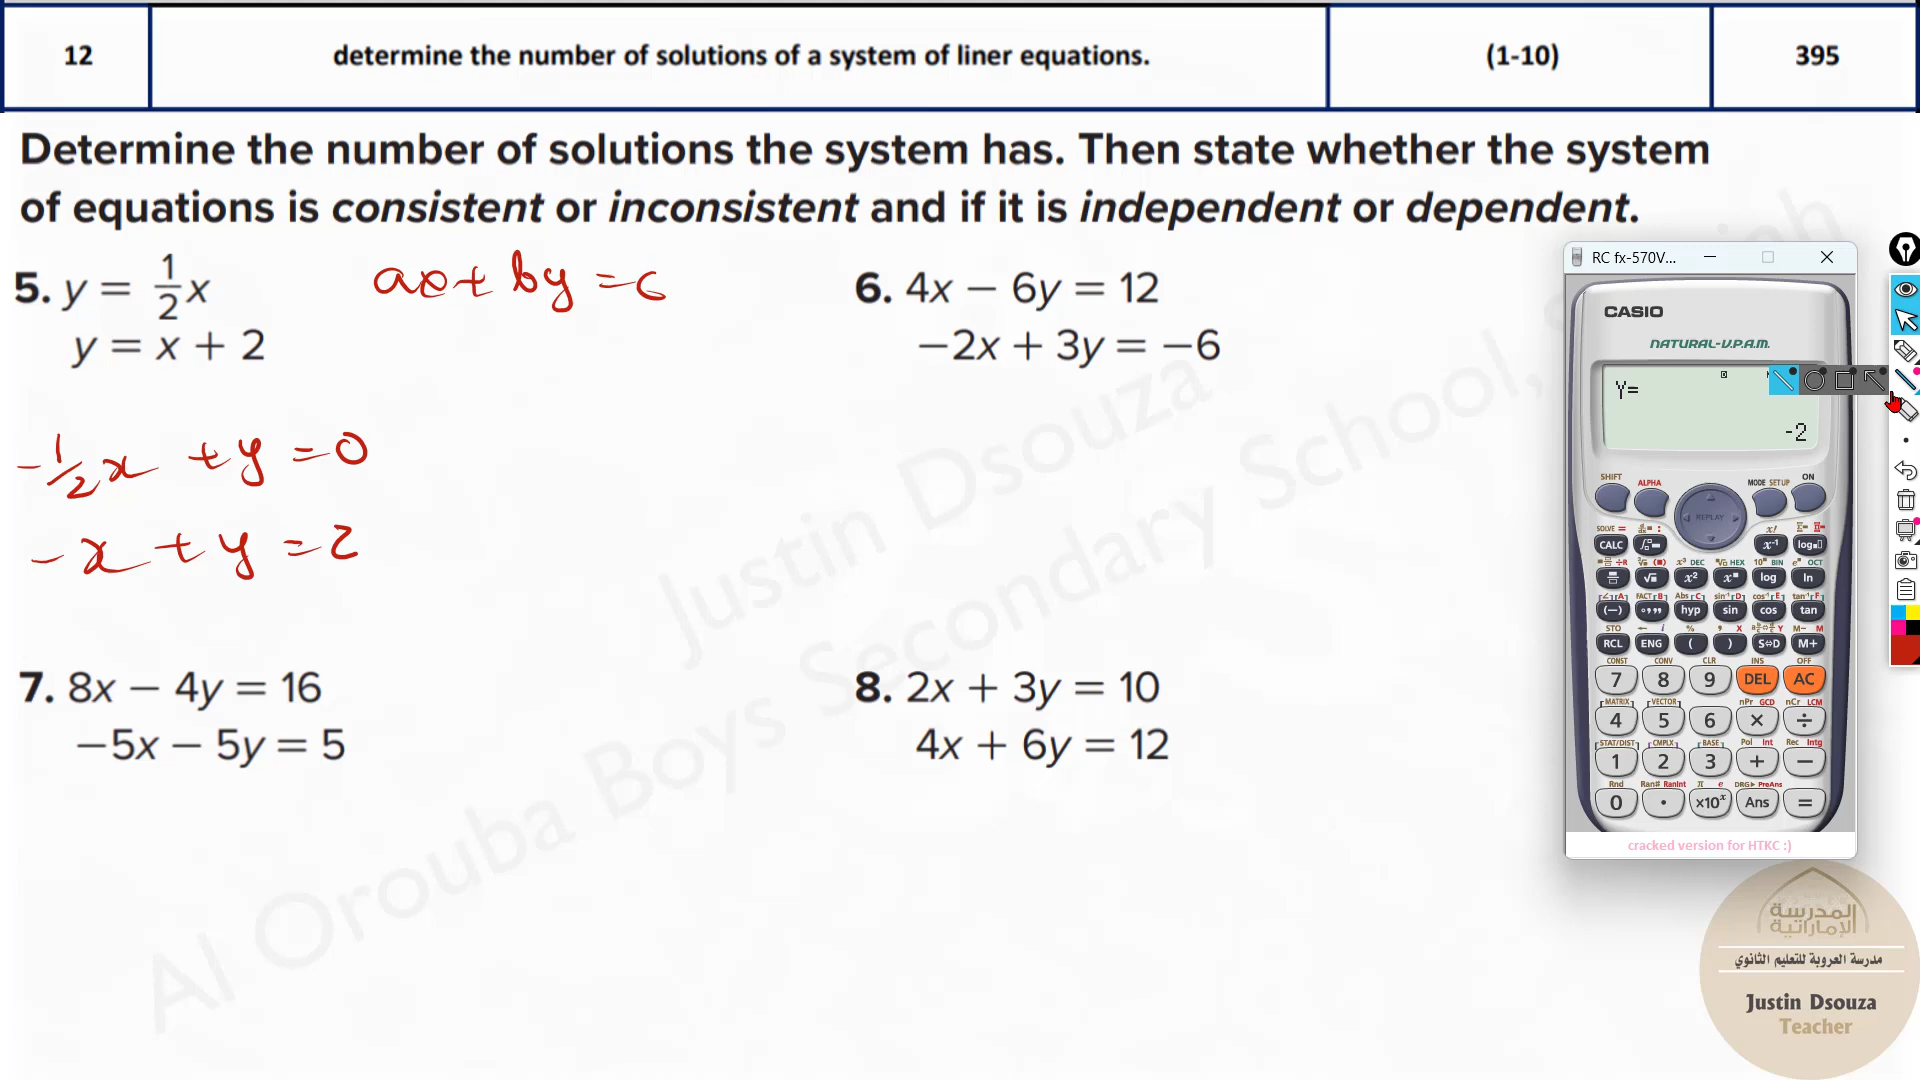 12 determine the number of solutions of a system of liner equations. (1-10) 395
Determine the number of solutions the system has. Then state whether the system
of equations is consistent or inconsistent and if it is independent or dependent.
5. y = 1/2 x
y = x + 2
ax + by = c
-1/2 x + y = 0
-x + y = 2
6. 4x − 6y = 12
−2x + 3y = −6
7. 8x − 4y = 16
−5x − 5y = 5
8. 2x + 3y = 10
4x + 6y = 12
Justin Dsouza
Al Orouba Boys Secondary School,
RC fx-570V...
CASIO
NATURAL-V.P.A.M.
Y=
-2
SHIFT ALPHA MODE SETUP ON
REPLAY
CALC x⁻¹ log
x² log ln
(−) hyp sin cos tan
RCL ENG ( ) S⇔D M+
7 8 9 DEL AC
4 5 6 × ÷
1 2 3 + −
0 . ×10ˣ Ans =
cracked version for HTKC :)
المدرسة
الإماراتية
مدرسة العروبة للتعليم الثانوي
Justin Dsouza
Teacher